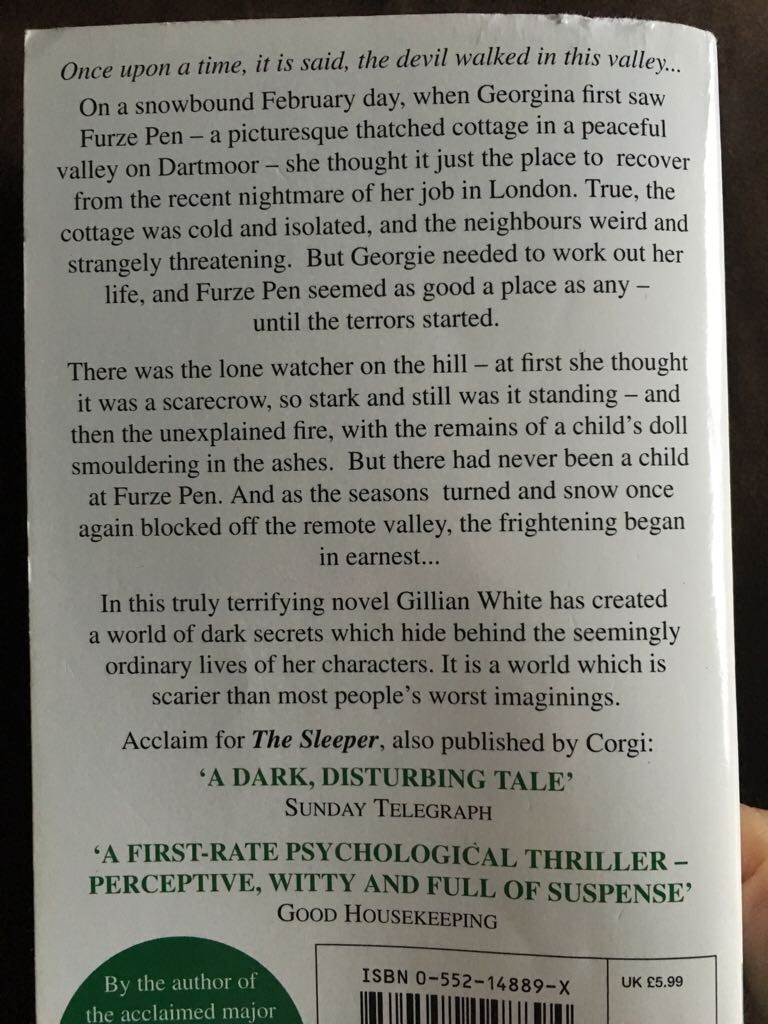 Once upon a time, it is said, the devil walked in this valley...
On a snowbound February day, when Georgina first saw
Furze Pen – a picturesque thatched cottage in a peaceful
valley on Dartmoor – she thought it just the place to recover
from the recent nightmare of her job in London. True, the
cottage was cold and isolated, and the neighbours weird and
strangely threatening. But Georgie needed to work out her
life, and Furze Pen seemed as good a place as any –
until the terrors started.
There was the lone watcher on the hill – at first she thought
it was a scarecrow, so stark and still was it standing – and
then the unexplained fire, with the remains of a child's doll
smouldering in the ashes. But there had never been a child
at Furze Pen. And as the seasons turned and snow once
again blocked off the remote valley, the frightening began
in earnest...
In this truly terrifying novel Gillian White has created
a world of dark secrets which hide behind the seemingly
ordinary lives of her characters. It is a world which is
scarier than most people's worst imaginings.
Acclaim for The Sleeper, also published by Corgi:
'A DARK, DISTURBING TALE'
SUNDAY TELEGRAPH
'A FIRST-RATE PSYCHOLOGICAL THRILLER –
PERCEPTIVE, WITTY AND FULL OF SUSPENSE'
GOOD HOUSEKEEPING
By the author of
the acclaimed major
ISBN 0-552-14889-X
UK £5.99